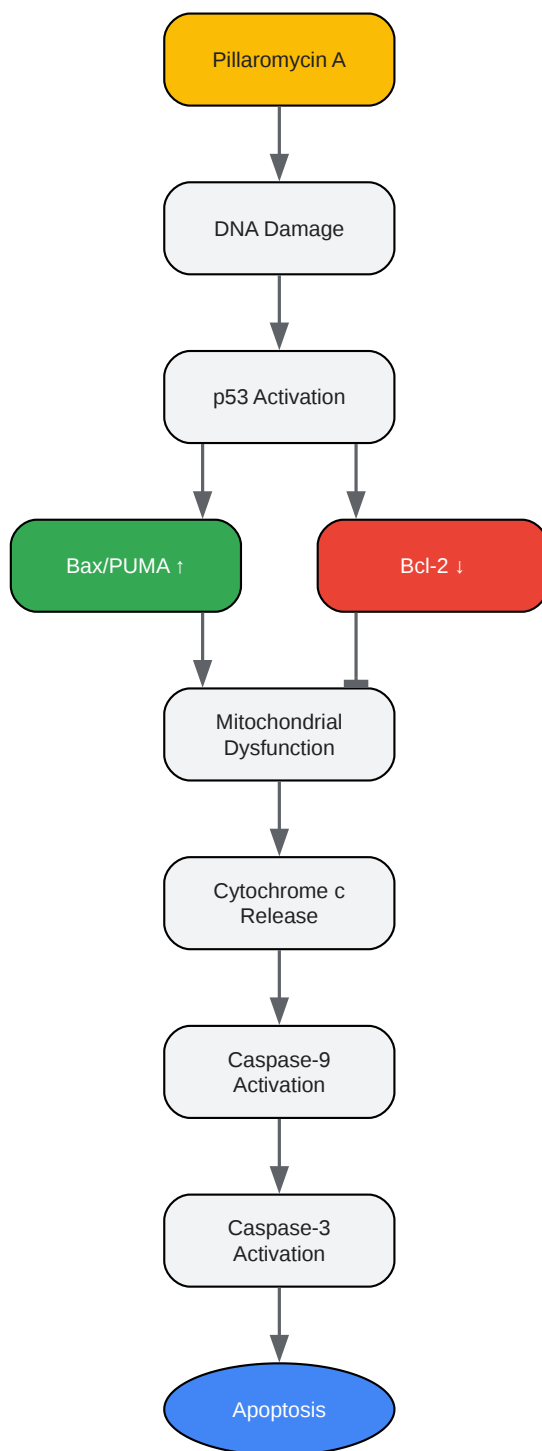 Pillaromycin A
DNA Damage
p53 Activation
Bax/PUMA ↑
Bcl-2 ↓
Mitochondrial
Dysfunction
Cytochrome c
Release
Caspase-9
Activation
Caspase-3
Activation
Apoptosis